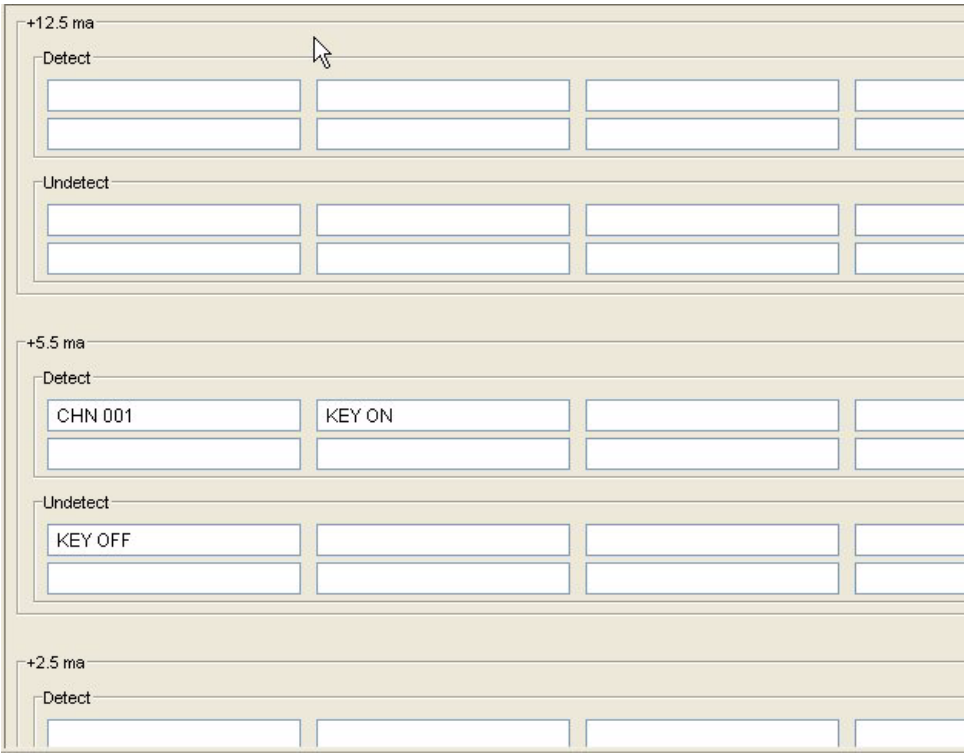 +12.5 ma
Detect
Undetect
+5.5 ma
Detect
CHN 001 KEY ON
Undetect
KEY OFF
+2.5 ma
Detect